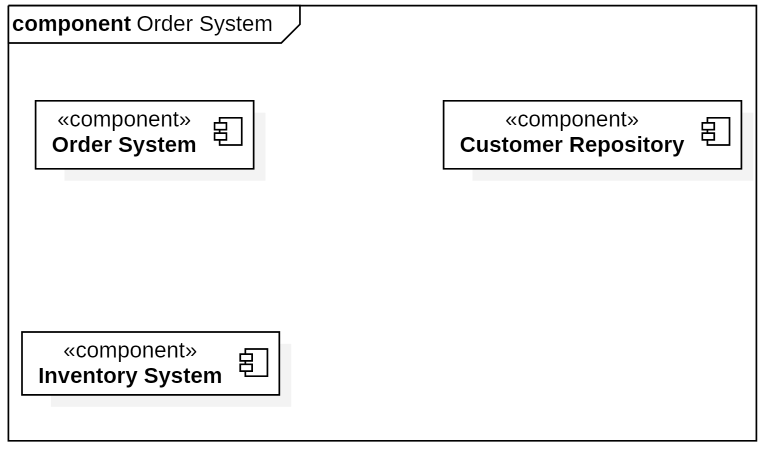 component Order System
«component»
Order System
«component»
Customer Repository
«component»
Inventory System